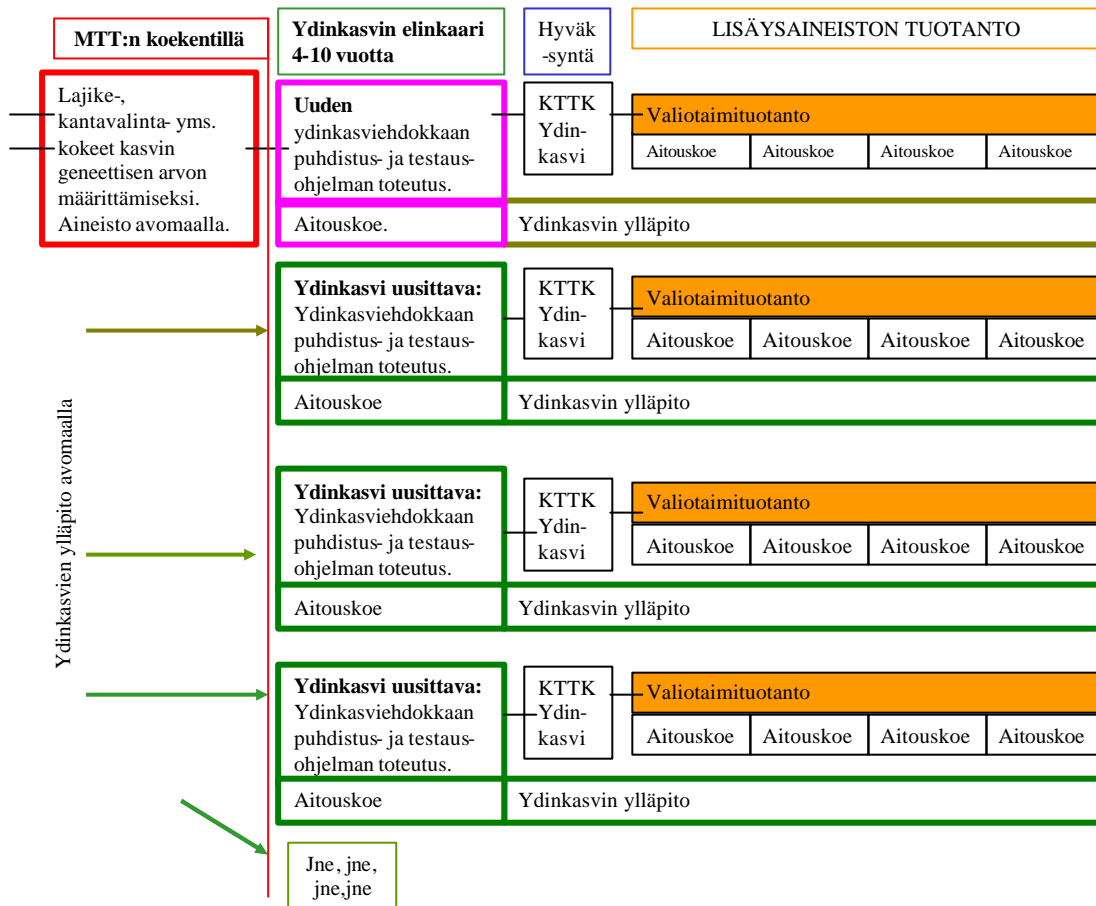 MTT:n koekentillä
Ydinkasvin elinkaari
4-10 vuotta
Hyväk
-syntä
LISÄYSAINEISTON TUOTANTO
Lajike-,
kantavalinta- yms.
kokeet kasvin
geneettisen arvon
määrittämiseksi.
Aineisto avomaalla.
Uuden
ydinkasviehdokkaan
puhdistus- ja testaus-
ohjelman toteutus.
Aitouskoe.
KTTK
Ydin-
kasvi
Valiotaimituotanto
Aitouskoe Aitouskoe Aitouskoe Aitouskoe
Ydinkasvin ylläpito
Ydinkasvien ylläpito avomaalla
Ydinkasvi uusittava:
Ydinkasviehdokkaan
puhdistus- ja testaus-
ohjelman toteutus.
Aitouskoe
KTTK
Ydin-
kasvi
Valiotaimituotanto
Aitouskoe Aitouskoe Aitouskoe Aitouskoe
Ydinkasvin ylläpito
Ydinkasvi uusittava:
Ydinkasviehdokkaan
puhdistus- ja testaus-
ohjelman toteutus.
Aitouskoe
KTTK
Ydin-
kasvi
Valiotaimituotanto
Aitouskoe Aitouskoe Aitouskoe Aitouskoe
Ydinkasvin ylläpito
Ydinkasvi uusittava:
Ydinkasviehdokkaan
puhdistus- ja testaus-
ohjelman toteutus.
Aitouskoe
KTTK
Ydin-
kasvi
Valiotaimituotanto
Aitouskoe Aitouskoe Aitouskoe Aitouskoe
Ydinkasvin ylläpito
Jne, jne,
jne,jne